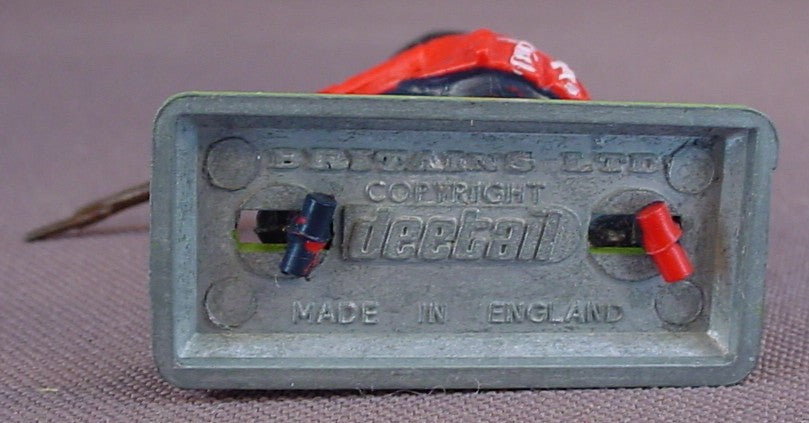 BRITAINS LTD
COPYRIGHT
deetail
MADE IN ENGLAND